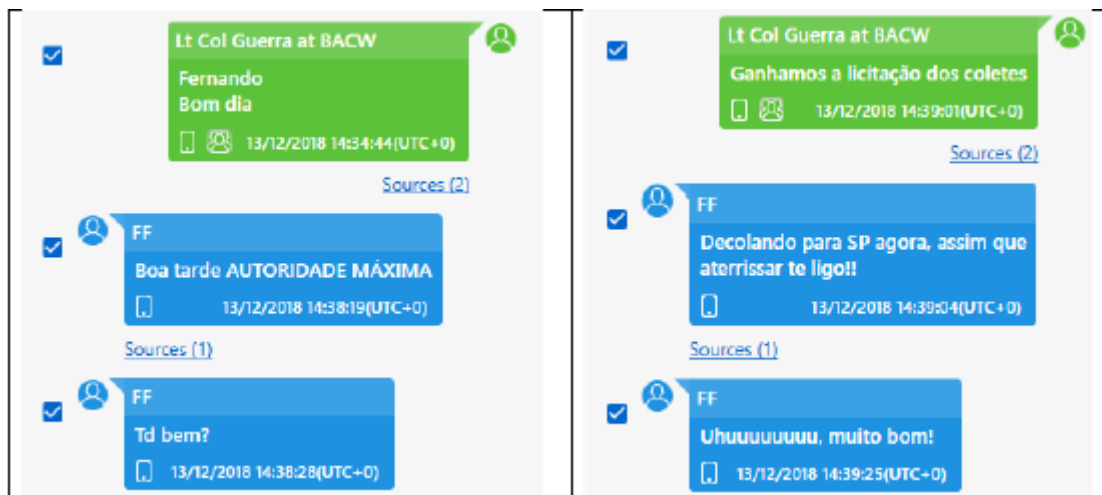 Lt Col Guerra at BACW
Fernando
Bom dia
13/12/2018 14:34:44(UTC+0)
Sources (2)
FF
Boa tarde AUTORIDADE MÁXIMA
13/12/2018 14:38:19(UTC+0)
Sources (1)
FF
Td bem?
13/12/2018 14:38:28(UTC+0)
Lt Col Guerra at BACW
Ganhamos a licitação dos coletes
13/12/2018 14:39:01(UTC+0)
Sources (2)
FF
Decolando para SP agora, assim que
aterrissar te ligo!!
13/12/2018 14:39:04(UTC+0)
Sources (1)
FF
Uhuuuuuuuu, muito bom!
13/12/2018 14:39:25(UTC+0)